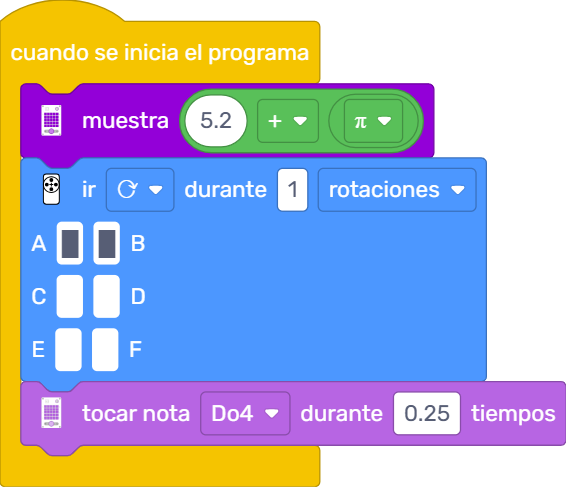 cuando se inicia el programa
muestra 5.2 + π
ir durante 1 rotaciones
A B
C D
E F
tocar nota Do4 durante 0.25 tiempos